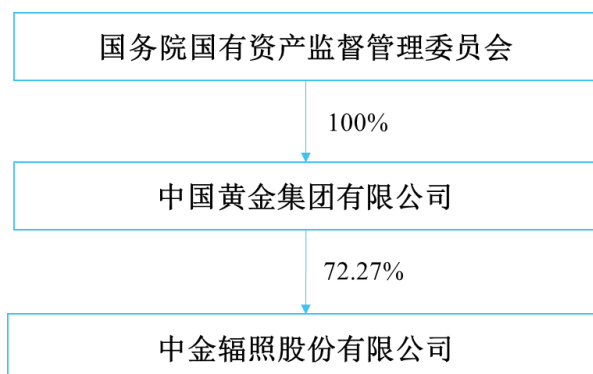 国务院国有资产监督管理委员会
100%
中国黄金集团有限公司
72.27%
中金辐照股份有限公司